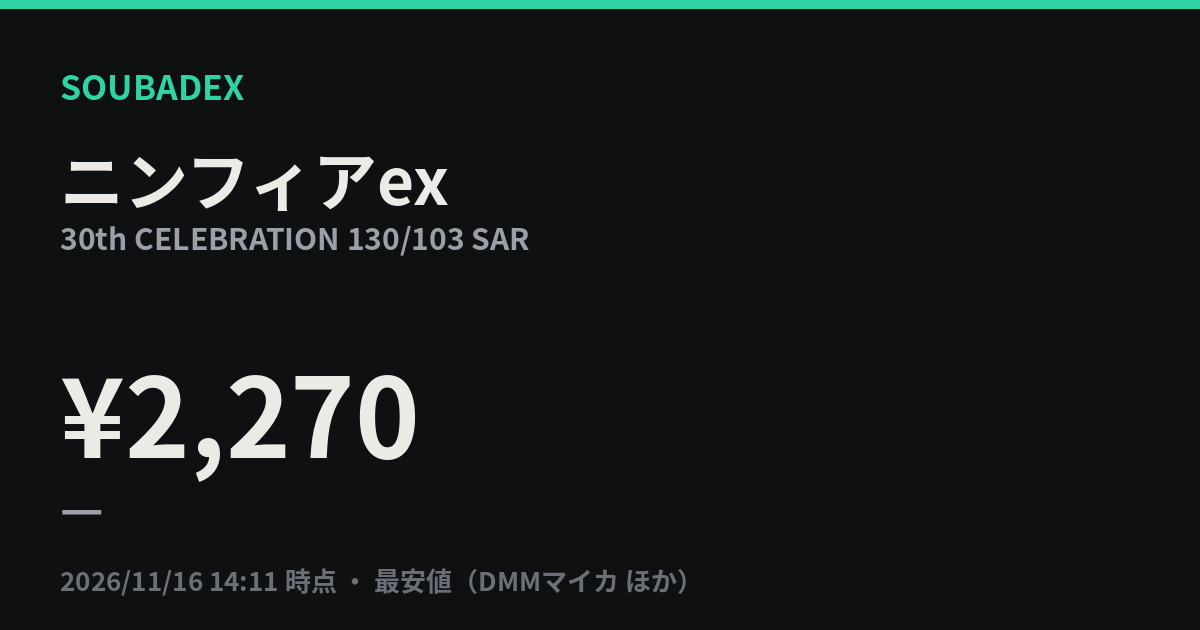 SOUBADEX
ニンフィアex
30th CELEBRATION 130/103 SAR
¥2,270
—
2026/11/16 14:11 時点 ・ 最安値（DMMマイカ ほか）